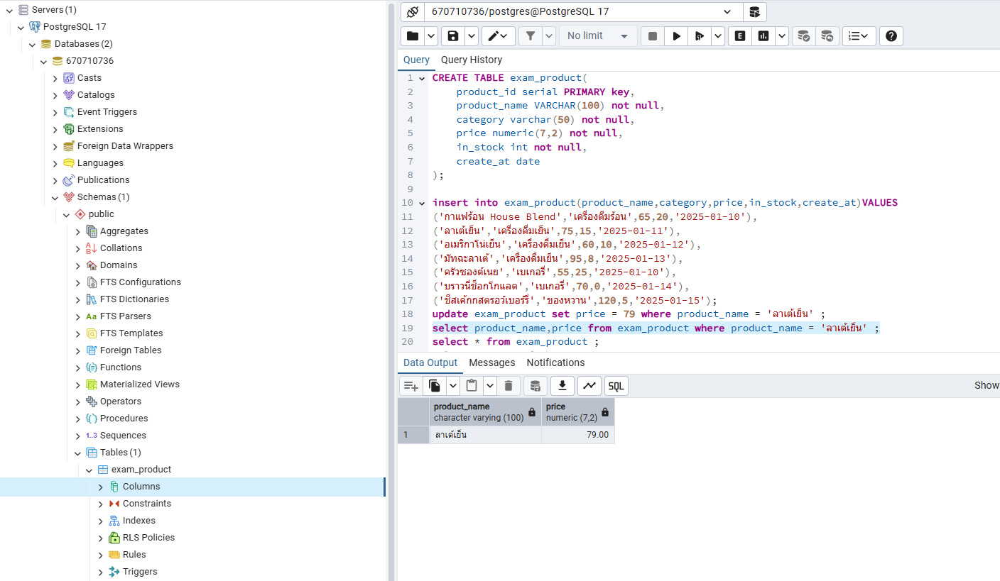 Servers (1)
PostgreSQL 17
Databases (2)
670710736
Casts
Catalogs
Event Triggers
Extensions
Foreign Data Wrappers
Languages
Publications
Schemas (1)
public
Aggregates
Collations
Domains
FTS Configurations
FTS Dictionaries
Aa FTS Parsers
FTS Templates
Foreign Tables
Functions
Materialized Views
Operators
Procedures
1..3 Sequences
Tables (1)
exam_product
Columns
Constraints
Indexes
RLS Policies
Rules
Triggers
670710736/postgres@PostgreSQL 17
No limit
E
Query Query History
1 CREATE TABLE exam_product(
2 product_id serial PRIMARY key,
3 product_name VARCHAR(100) not null,
4 category varchar(50) not null,
5 price numeric(7,2) not null,
6 in_stock int not null,
7 create_at date
8 );
9
10 insert into exam_product(product_name,category,price,in_stock,create_at)VALUES
11 ('กาแฟร้อน House Blend','เครื่องดื่มร้อน',65,20,'2025-01-10'),
12 ('ลาเต้เย็น','เครื่องดื่มเย็น',75,15,'2025-01-11'),
13 ('อเมริกาโน่เย็น','เครื่องดื่มเย็น',60,10,'2025-01-12'),
14 ('มัทฉะลาเต้','เครื่องดื่มเย็น',95,8,'2025-01-13'),
15 ('ครัวซองต์เนย','เบเกอรี่',55,25,'2025-01-10'),
16 ('บราวนี่ช็อกโกแลต','เบเกอรี่',70,0,'2025-01-14'),
17 ('ชีสเค้กกสตรอว์เบอร์รี่','ของหวาน',120,5,'2025-01-15');
18 update exam_product set price = 79 where product_name = 'ลาเต้เย็น' ;
19 select product_name,price from exam_product where product_name = 'ลาเต้เย็น' ;
20 select * from exam_product ;
Data Output Messages Notifications
SQL
Show
product_name price
character varying (100) numeric (7,2)
1 ลาเต้เย็น 79.00